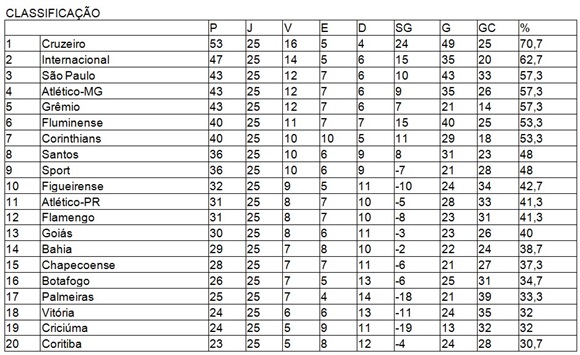 CLASSIFICAÇÃO
P J V E D SG G GC %
1 Cruzeiro 53 25 16 5 4 24 49 25 70,7
2 Internacional 47 25 14 5 6 15 35 20 62,7
3 São Paulo 43 25 12 7 6 10 43 33 57,3
4 Atlético-MG 43 25 12 7 6 9 35 26 57,3
5 Grêmio 43 25 12 7 6 7 21 14 57,3
6 Fluminense 40 25 11 7 7 15 40 25 53,3
7 Corinthians 40 25 10 10 5 11 29 18 53,3
8 Santos 36 25 10 6 9 8 31 23 48
9 Sport 36 25 10 6 9 -7 21 28 48
10 Figueirense 32 25 9 5 11 -10 24 34 42,7
11 Atlético-PR 31 25 8 7 10 -5 28 33 41,3
12 Flamengo 31 25 8 7 10 -8 23 31 41,3
13 Goiás 30 25 8 6 11 -3 23 26 40
14 Bahia 29 25 7 8 10 -2 22 24 38,7
15 Chapecoense 28 25 7 7 11 -6 21 27 37,3
16 Botafogo 26 25 7 5 13 -6 25 31 34,7
17 Palmeiras 25 25 7 4 14 -18 21 39 33,3
18 Vitória 24 25 6 6 13 -11 24 35 32
19 Criciúma 24 25 5 9 11 -19 13 32 32
20 Coritiba 23 25 5 8 12 -4 24 28 30,7